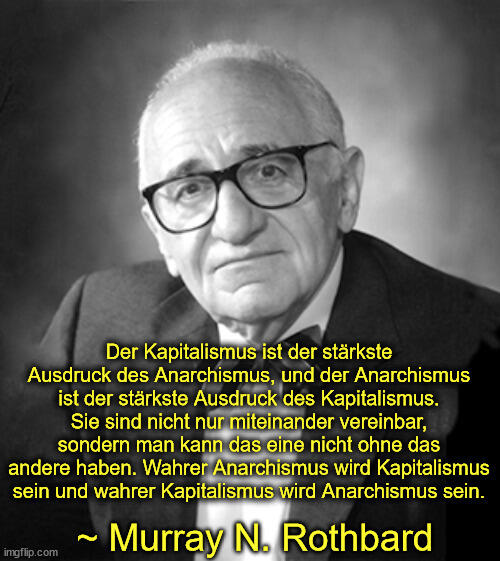 Der Kapitalismus ist der stärkste
Ausdruck des Anarchismus, und der Anarchismus
ist der stärkste Ausdruck des Kapitalismus.
Sie sind nicht nur miteinander vereinbar,
sondern man kann das eine nicht ohne das
andere haben. Wahrer Anarchismus wird Kapitalismus
sein und wahrer Kapitalismus wird Anarchismus sein.
~ Murray N. Rothbard
imgflip.com